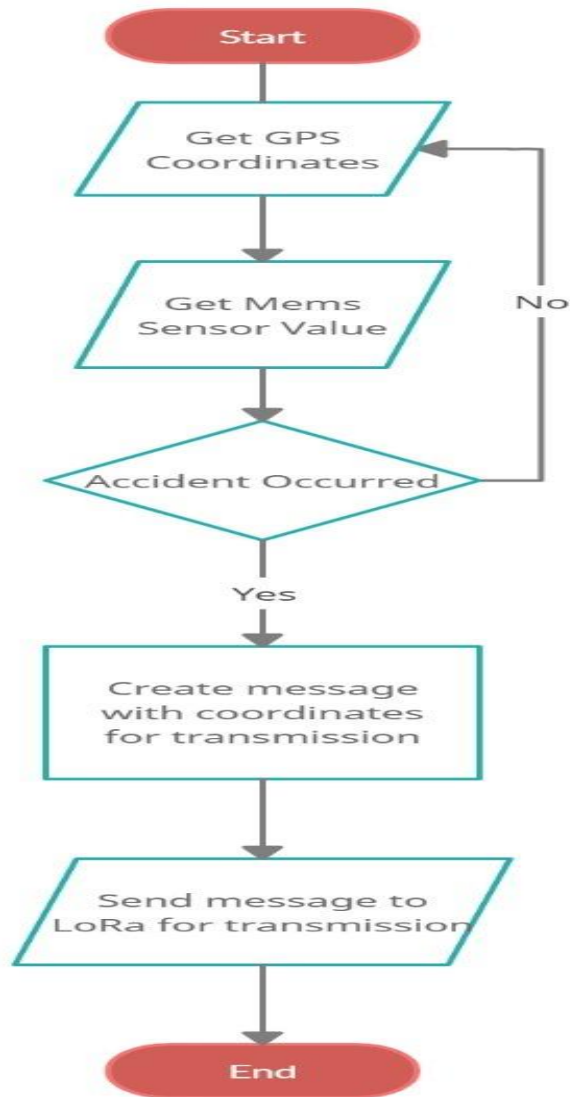 Start
Get GPS
Coordinates
Get Mems
Sensor Value
No
Accident Occurred
Yes
Create message
with coordinates
for transmission
Send message to
LoRa for transmission
End